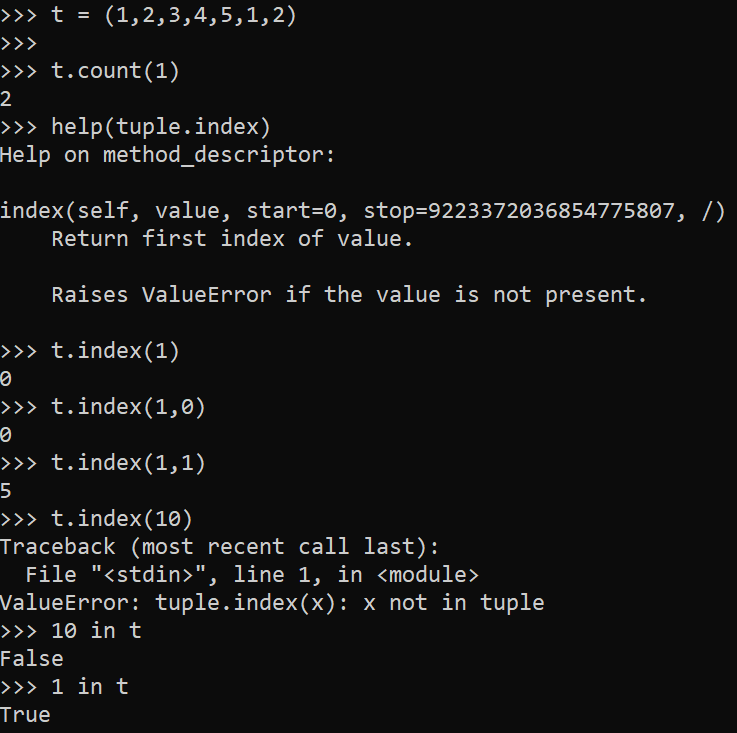 >>> t = (1,2,3,4,5,1,2)
>>>
>>> t.count(1)
2
>>> help(tuple.index)
Help on method_descriptor:

index(self, value, start=0, stop=9223372036854775807, /)
    Return first index of value.

    Raises ValueError if the value is not present.

>>> t.index(1)
0
>>> t.index(1,0)
0
>>> t.index(1,1)
5
>>> t.index(10)
Traceback (most recent call last):
  File "<stdin>", line 1, in <module>
ValueError: tuple.index(x): x not in tuple
>>> 10 in t
False
>>> 1 in t
True